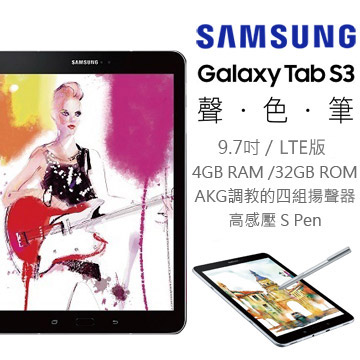 SAMSUNG
SAMSUNG
Galaxy Tab S3
聲·色·筆
9.7吋 / LTE版
4GB RAM /32GB ROM
AKG調教的四組揚聲器
高感壓 S Pen